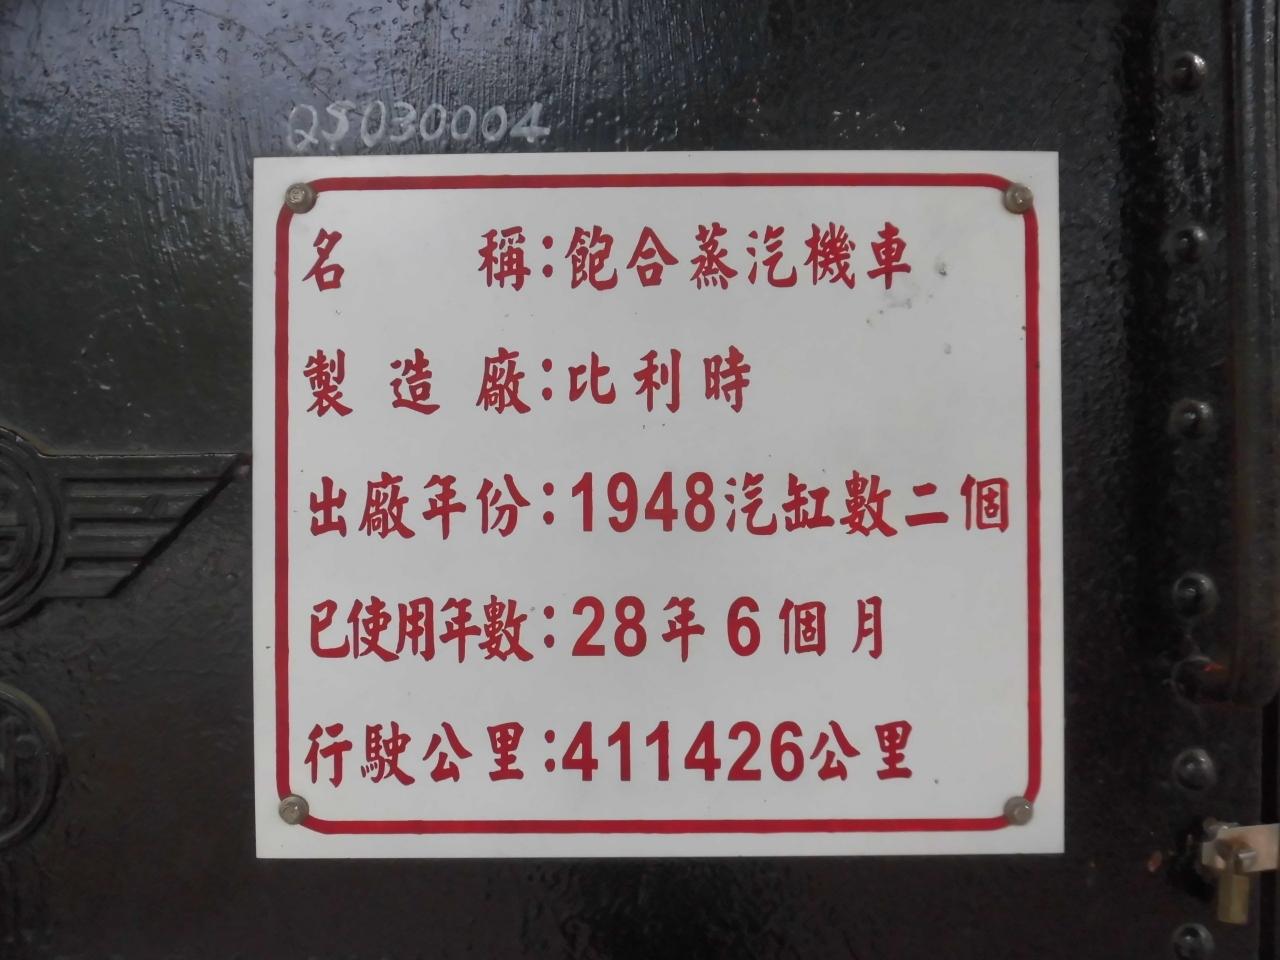 QS030004
名稱:飽合蒸汽機車
製造廠:比利時
出廠年份:1948汽缸數二個
已使用年數:28年6個月
行駛公里:411426公里